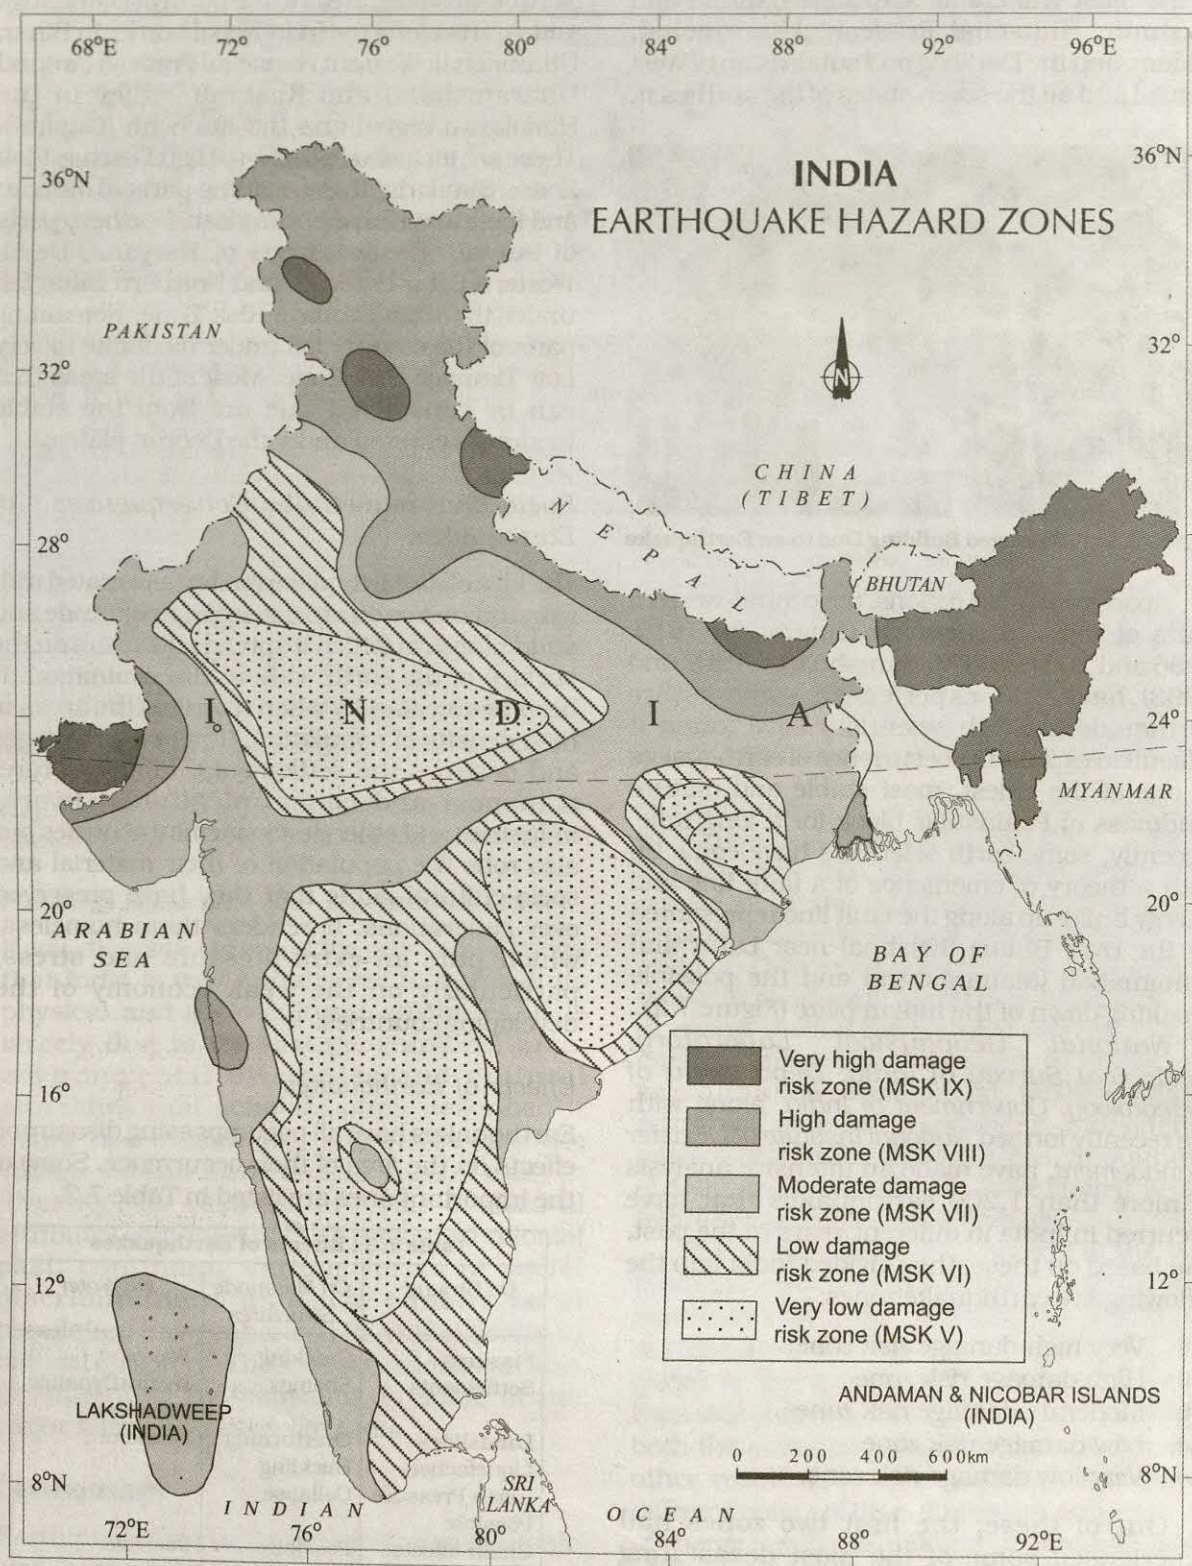 68°E 72° 76° 80° 84° 88° 92° 96°E
36°N
36°N
INDIA
EARTHQUAKE HAZARD ZONES
PAKISTAN
32°
32°
N
CHINA
(TIBET)
NEPAL
28°
28°
BHUTAN
INDIA
24°
24°
MYANMAR
20°
20°
ARABIAN
SEA
BAY OF
BENGAL
Very high damage
risk zone (MSK IX)
High damage
risk zone (MSK VIII)
Moderate damage
risk zone (MSK VII)
Low damage
risk zone (MSK VI)
Very low damage
risk zone (MSK V)
16°
12°
12°
LAKSHADWEEP
(INDIA)
ANDAMAN & NICOBAR ISLANDS
(INDIA)
0 200 400 600km
8°N
8°N
SRI
LANKA
INDIAN OCEAN
72°E 76° 80° 84° 88° 92°E